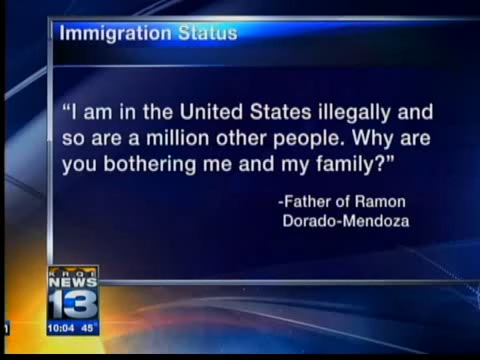 Immigration Status
“I am in the United States illegally and
so are a million other people. Why are
you bothering me and my family?”
-Father of Ramon
Dorado-Mendoza
KRQE
NEWS
13
10:04 45°